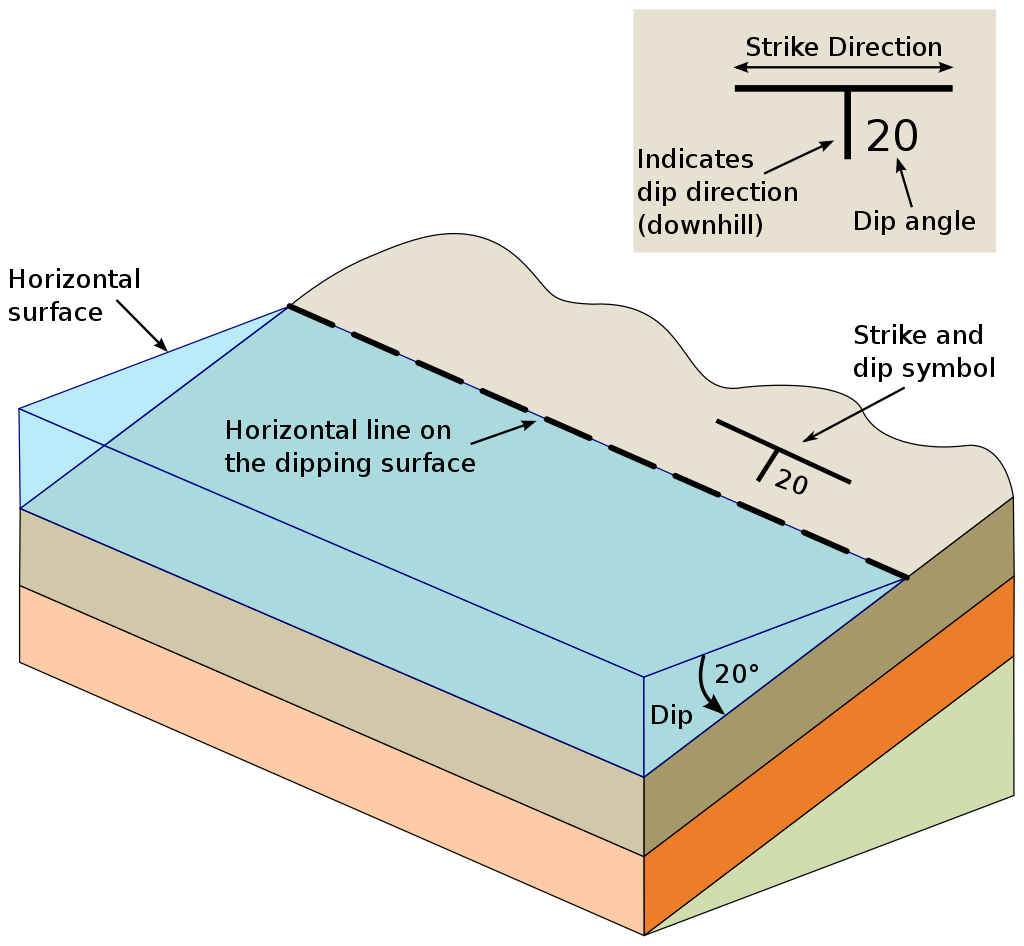 Strike Direction
20
Indicates
dip direction
(downhill)
Dip angle
Horizontal
surface
Strike and
dip symbol
Horizontal line on
the dipping surface
20
20°
Dip